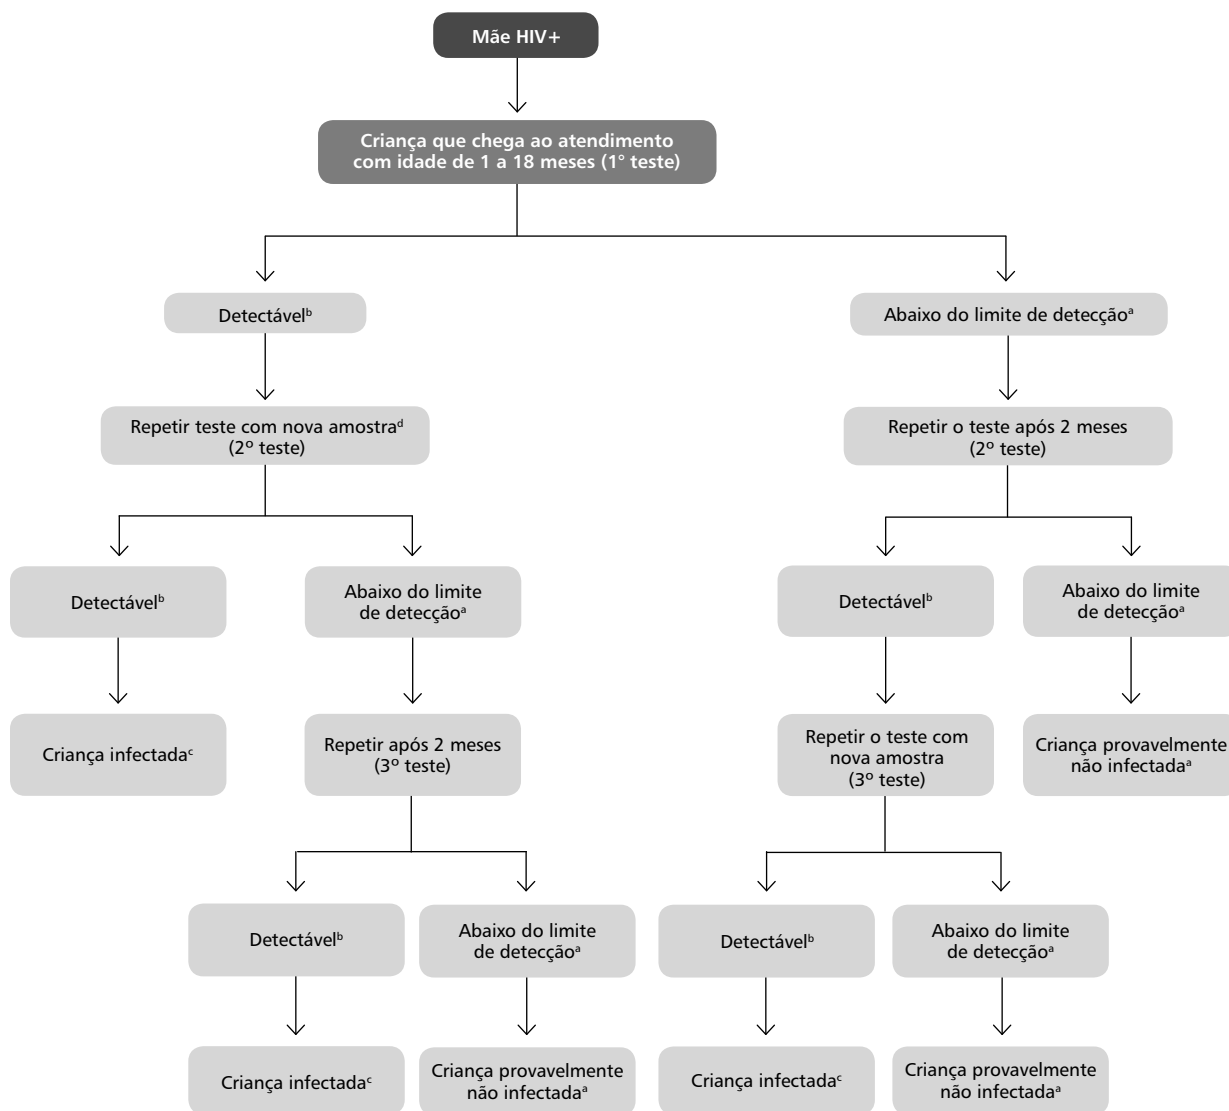 Mãe HIV+
Criança que chega ao atendimento
com idade de 1 a 18 meses (1° teste)
Detectávelᵇ
Abaixo do limite de detecçãoᵃ
Repetir teste com nova amostraᵈ
(2º teste)
Repetir o teste após 2 meses
(2º teste)
Detectávelᵇ
Abaixo do limite
de detecçãoᵃ
Detectávelᵇ
Abaixo do limite
de detecçãoᵃ
Criança infectadaᶜ
Repetir após 2 meses
(3º teste)
Repetir o teste com
nova amostra
(3º teste)
Criança provavelmente
não infectadaᵃ
Detectávelᵇ
Abaixo do limite
de detecçãoᵃ
Detectávelᵇ
Abaixo do limite
de detecçãoᵃ
Criança infectadaᶜ
Criança provavelmente
não infectadaᵃ
Criança infectadaᶜ
Criança provavelmente
não infectadaᵃ